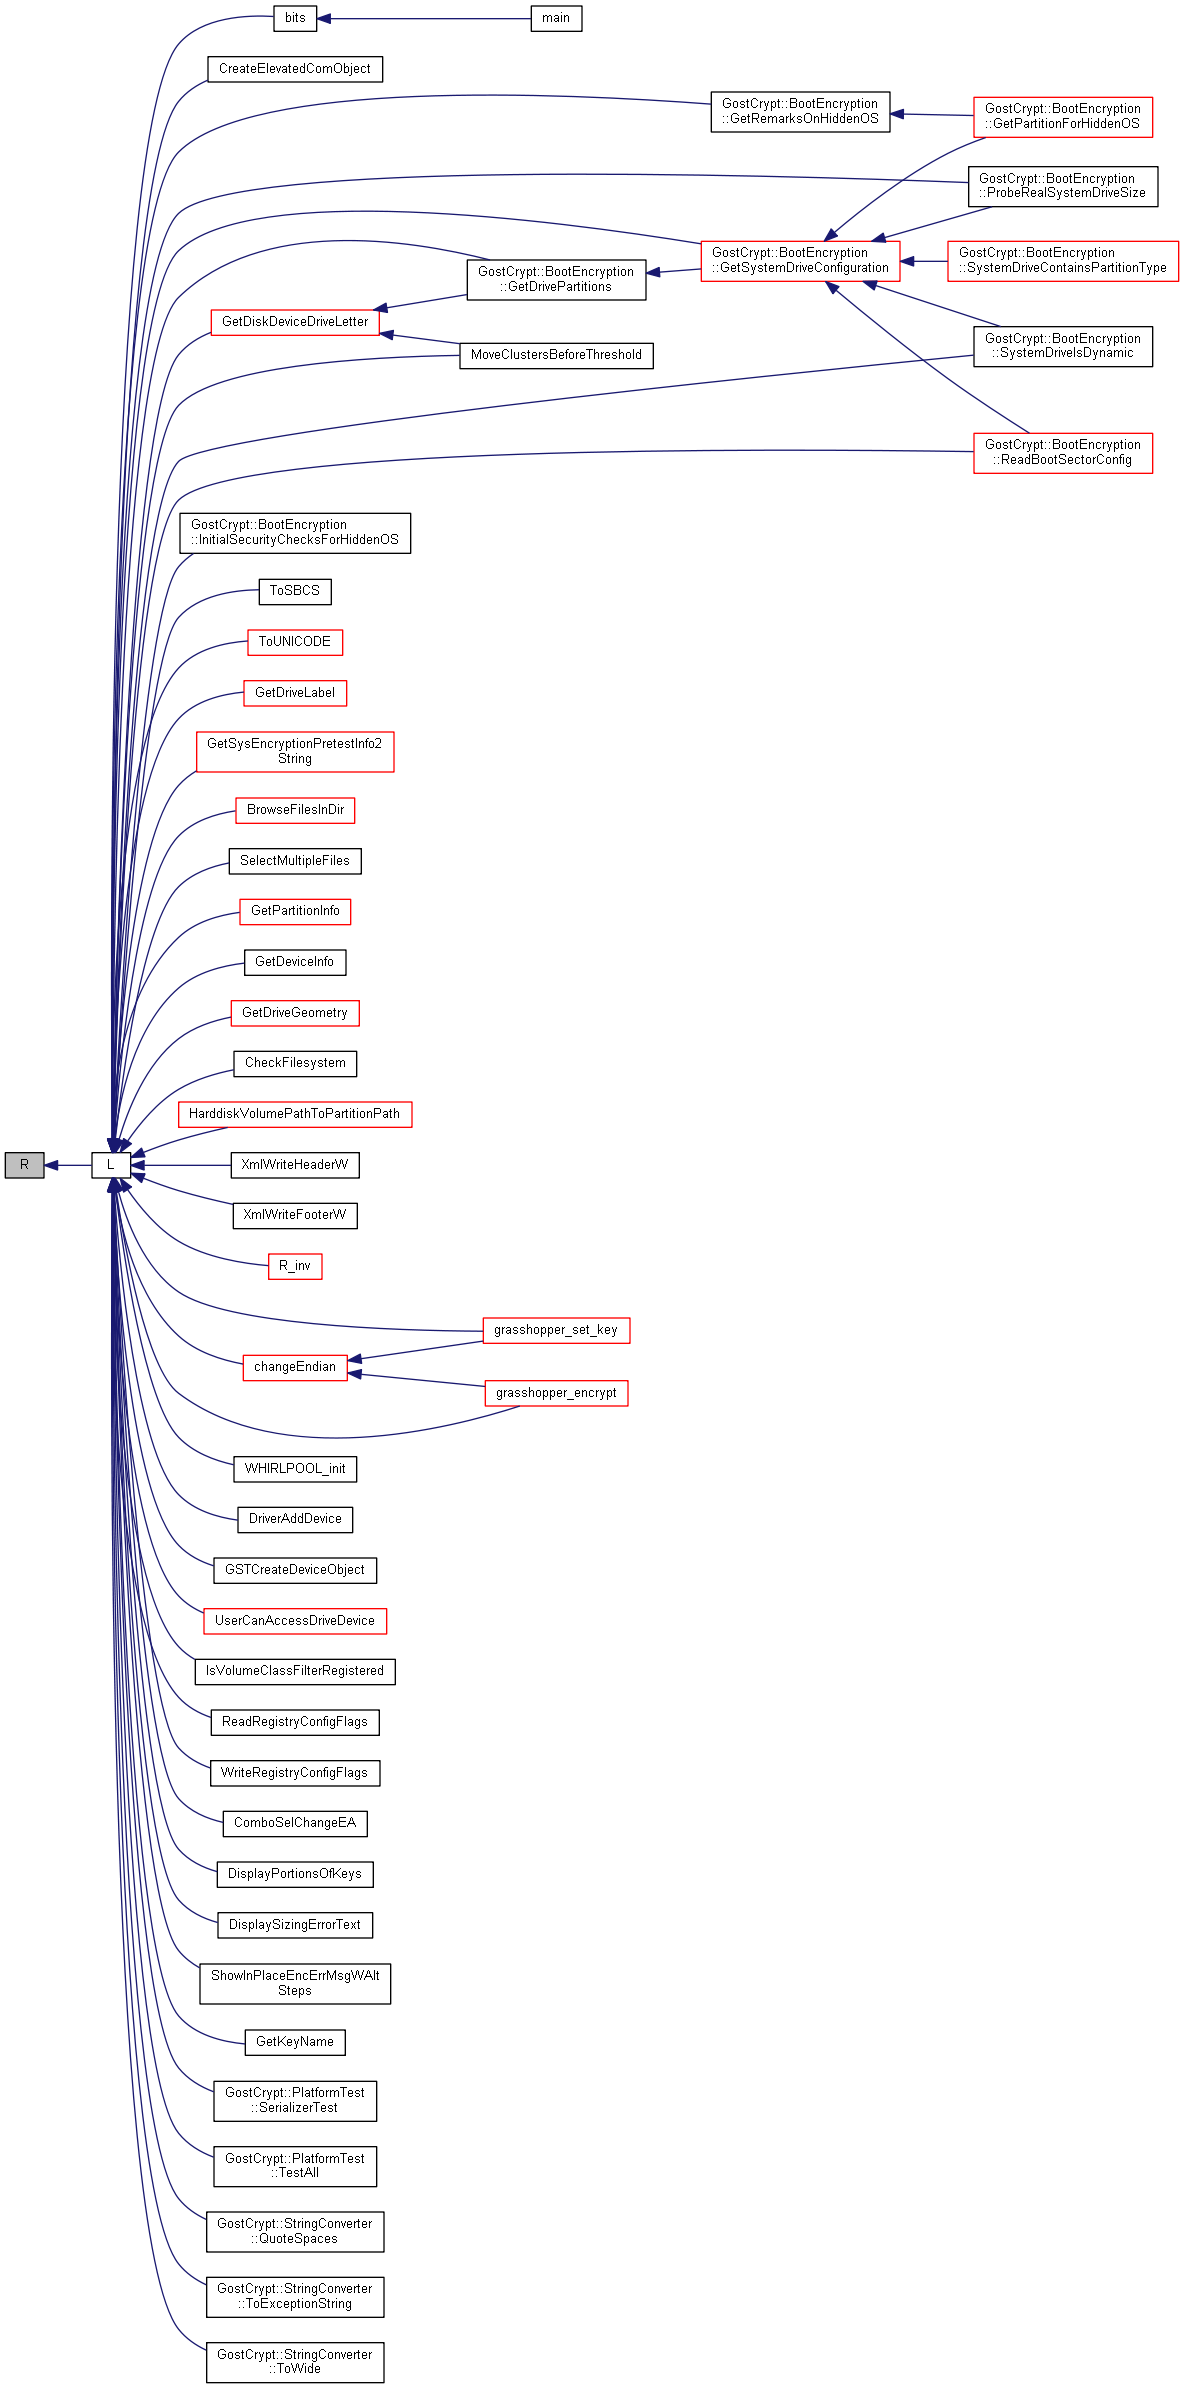 bits
main
CreateElevatedComObject
GostCrypt::BootEncryption
::GetRemarksOnHiddenOS
GostCrypt::BootEncryption
::GetPartitionForHiddenOS
GostCrypt::BootEncryption
::ProbeRealSystemDriveSize
GostCrypt::BootEncryption
::GetSystemDriveConfiguration
GostCrypt::BootEncryption
::SystemDriveContainsPartitionType
GostCrypt::BootEncryption
::GetDrivePartitions
GetDiskDeviceDriveLetter
MoveClustersBeforeThreshold
GostCrypt::BootEncryption
::SystemDriveIsDynamic
GostCrypt::BootEncryption
::ReadBootSectorConfig
GostCrypt::BootEncryption
::InitialSecurityChecksForHiddenOS
ToSBCS
ToUNICODE
GetDriveLabel
GetSysEncryptionPretestInfo2
String
BrowseFilesInDir
SelectMultipleFiles
GetPartitionInfo
GetDeviceInfo
GetDriveGeometry
CheckFilesystem
HarddiskVolumePathToPartitionPath
R
L
XmlWriteHeaderW
XmlWriteFooterW
R_inv
grasshopper_set_key
changeEndian
grasshopper_encrypt
WHIRLPOOL_init
DriverAddDevice
GSTCreateDeviceObject
UserCanAccessDriveDevice
IsVolumeClassFilterRegistered
ReadRegistryConfigFlags
WriteRegistryConfigFlags
ComboSelChangeEA
DisplayPortionsOfKeys
DisplaySizingErrorText
ShowInPlaceEncErrMsgWAlt
Steps
GetKeyName
GostCrypt::PlatformTest
::SerializerTest
GostCrypt::PlatformTest
::TestAll
GostCrypt::StringConverter
::QuoteSpaces
GostCrypt::StringConverter
::ToExceptionString
GostCrypt::StringConverter
::ToWide